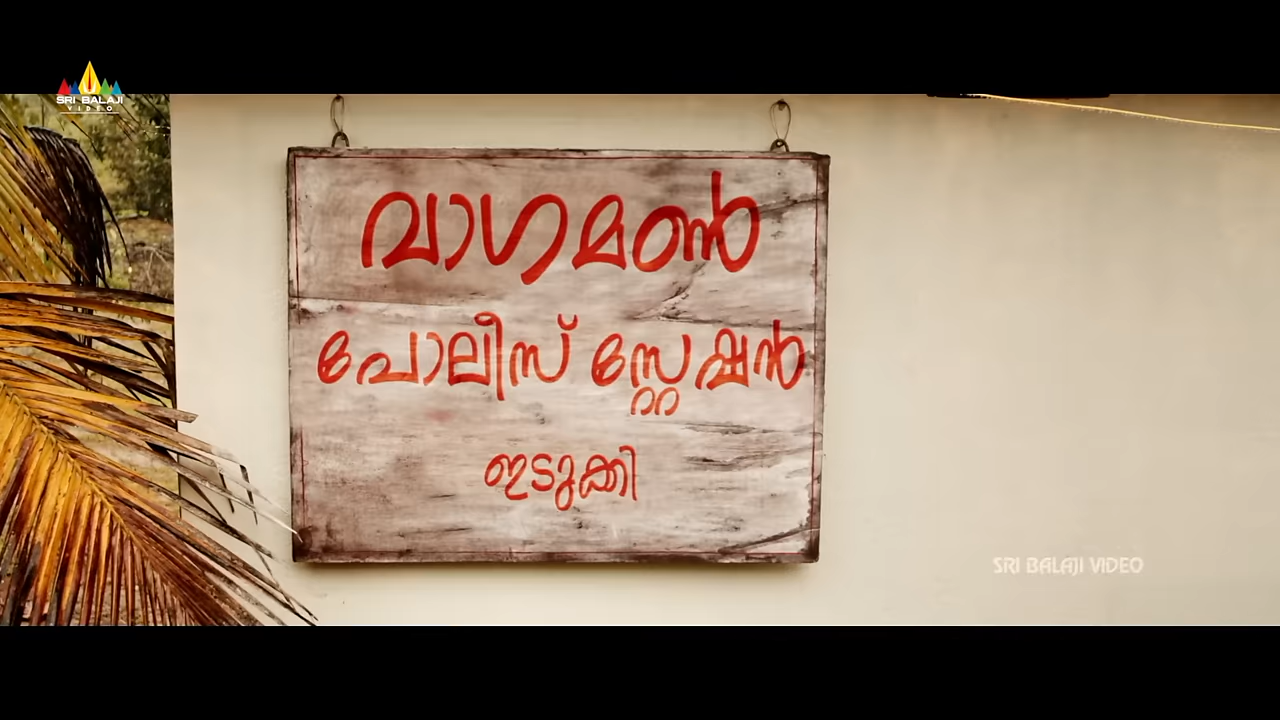 SRI BALAJI
VIDEO
വാഗമൺ
പോലീസ് സ്റ്റേഷൻ
ഇടുക്കി
SRI BALAJI VIDEO